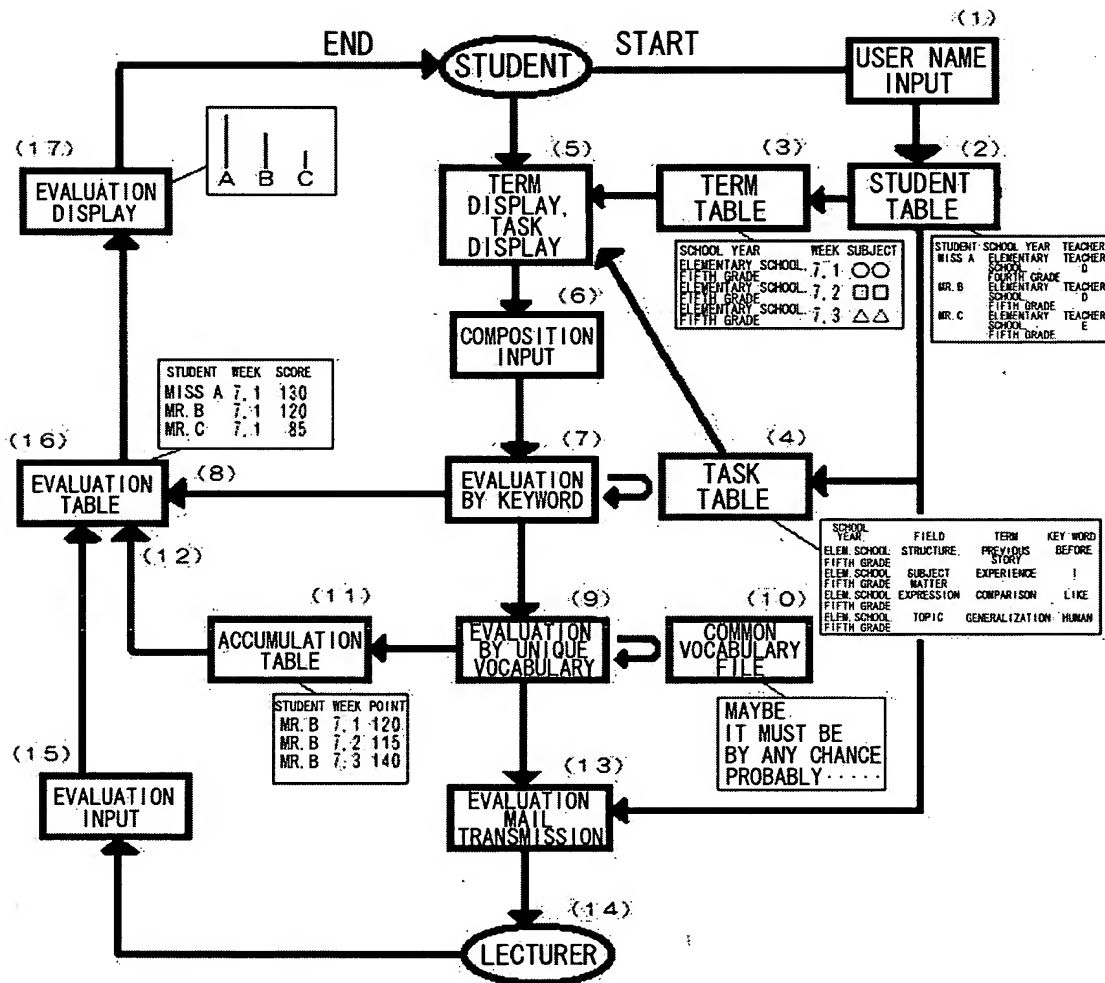 (1)
END
STUDENT
START
USER NAME
INPUT
(17)
A B C
EVALUATION
DISPLAY
(5)
TERM
DISPLAY,
TASK
DISPLAY
(3)
TERM
TABLE
(2)
STUDENT
TABLE
SCHOOL YEAR WEEK SUBJECT
ELEMENTARY SCHOOL, FIFTH GRADE 7.1 ○○
ELEMENTARY SCHOOL, FIFTH GRADE 7.2 □□
ELEMENTARY SCHOOL, FIFTH GRADE 7.3 △△
STUDENT SCHOOL YEAR TEACHER
MISS A ELEMENTARY TEACHER
SCHOOL, D
FOURTH GRADE
MR. B ELEMENTARY TEACHER
SCHOOL, D
FIFTH GRADE
MR. C ELEMENTARY TEACHER
SCHOOL, E
FIFTH GRADE
(6)
COMPOSITION
INPUT
STUDENT WEEK SCORE
MISS A 7.1 130
MR. B 7.1 120
MR. C 7.1 85
(16)
EVALUATION
TABLE
(8)
(7)
EVALUATION
BY KEYWORD
(4)
TASK
TABLE
SCHOOL
YEAR, FIELD TERM KEY WORD
ELEM. SCHOOL STRUCTURE, PREVIOUS BEFORE
FIFTH GRADE STORY
ELEM. SCHOOL SUBJECT EXPERIENCE I
FIFTH GRADE MATTER
ELEM. SCHOOL EXPRESSION COMPARISON LIKE
FIFTH GRADE
ELEM. SCHOOL TOPIC GENERALIZATION HUMAN
FIFTH GRADE
(12)
(11)
ACCUMULATION
TABLE
(9)
EVALUATION
BY UNIQUE
VOCABULARY
(10)
COMMON
VOCABULARY
FILE
STUDENT WEEK POINT
MR. B 7.1 120
MR. B 7.2 115
MR. B 7.3 140
MAYBE
IT MUST BE
BY ANY CHANCE
PROBABLY·····
(15)
EVALUATION
INPUT
(13)
EVALUATION
MAIL
TRANSMISSION
(14)
LECTURER